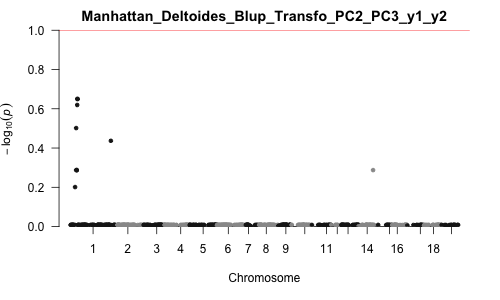 Manhattan_Deltoides_Blup_Transfo_PC2_PC3_y1_y2
1.0
0.8
0.6
0.4
0.2
0.0
− log10(p)
1 2 3 4 5 6 7 8 9 11 14 16 18
Chromosome